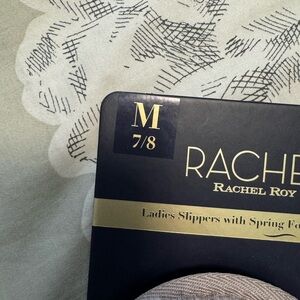 M
7/8
RACHE
RACHEL ROY
Ladies Slippers with Spring Fo